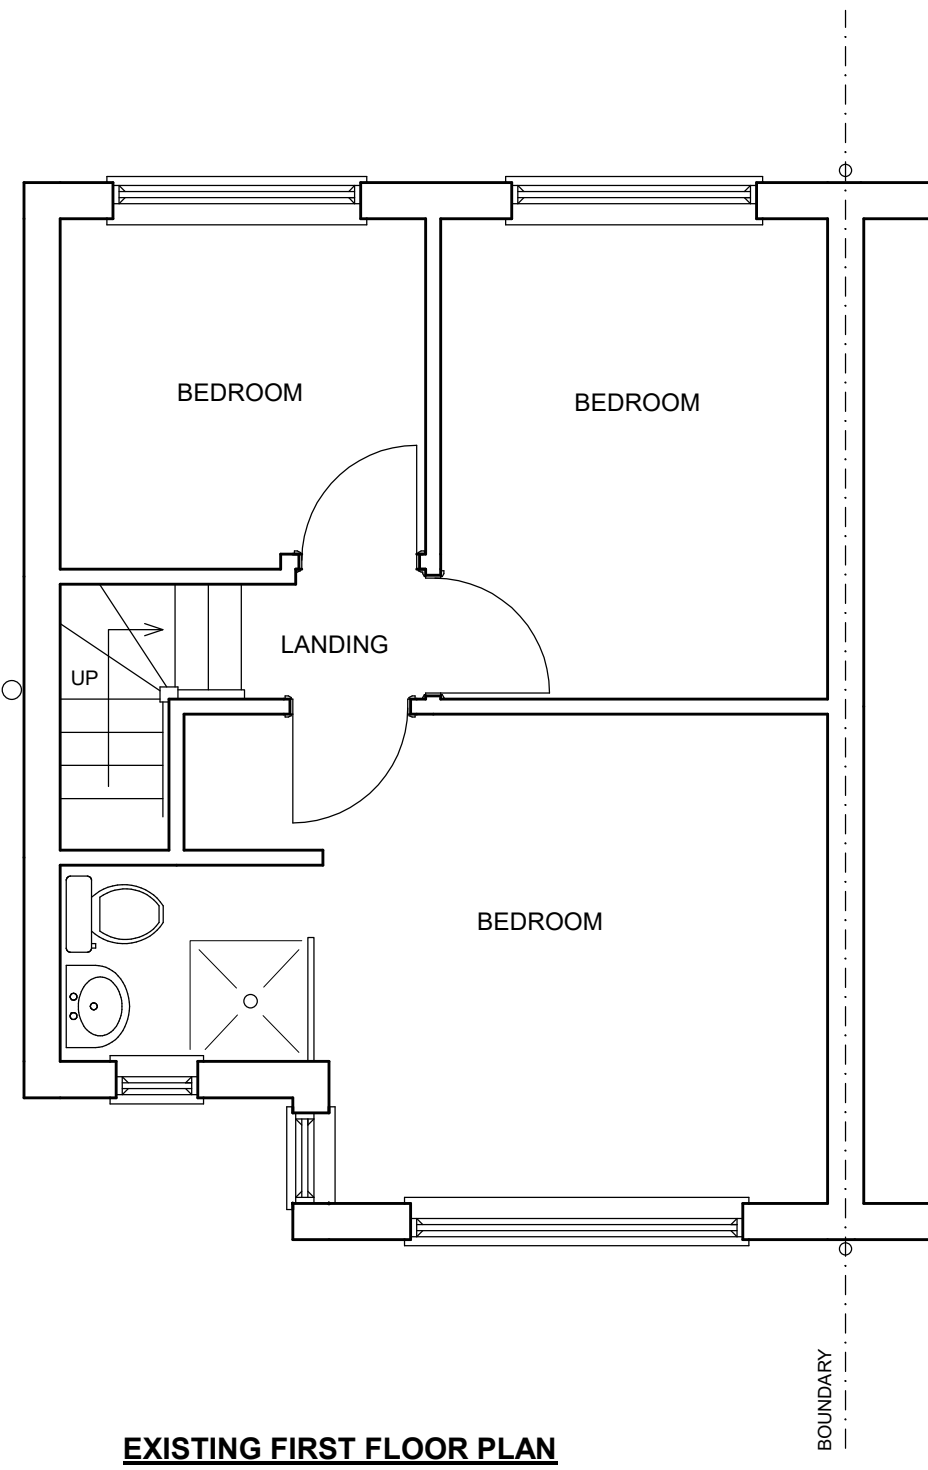 BEDROOM
BEDROOM
LANDING
UP
BEDROOM
BOUNDARY
EXISTING FIRST FLOOR PLAN